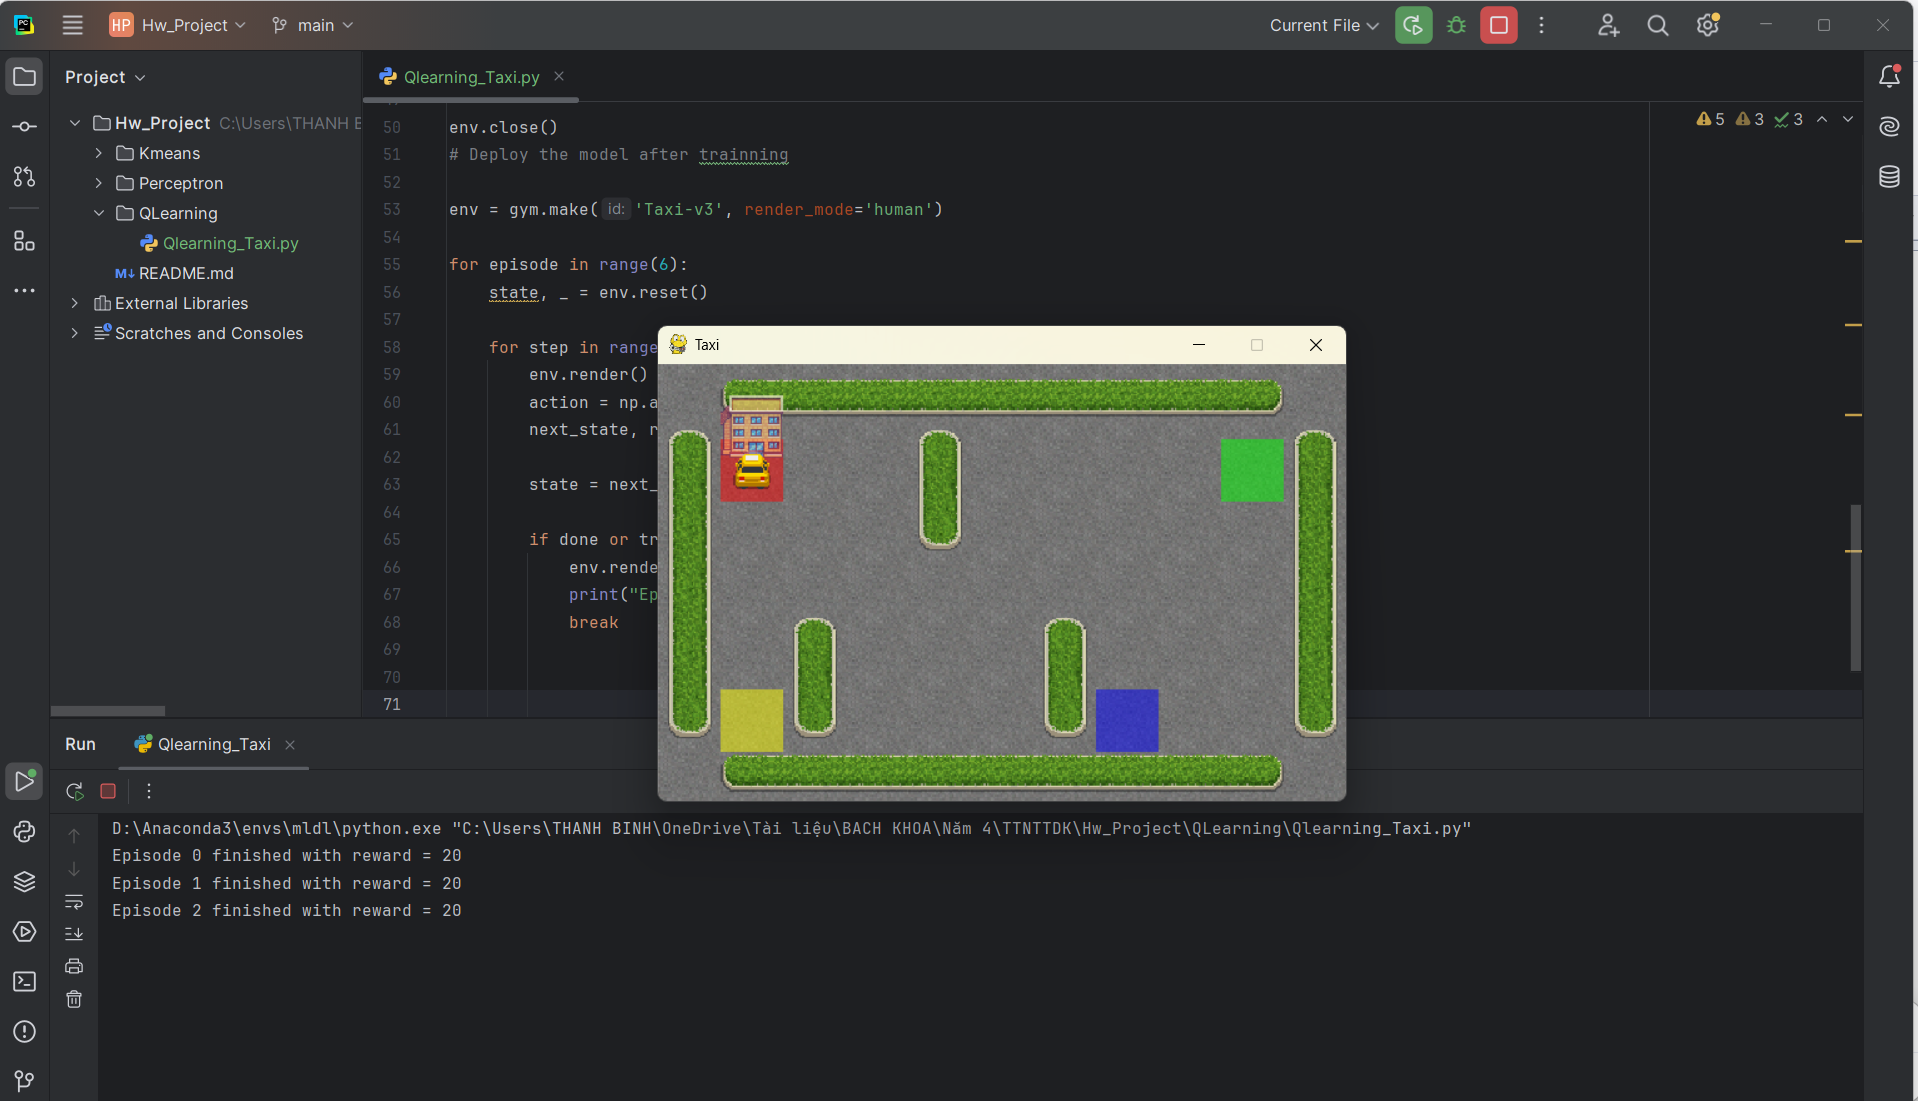 HP Hw_Project main Current File
Project
Qlearning_Taxi.py
Hw_Project C:\Users\THANH B
Kmeans
Perceptron
QLearning
Qlearning_Taxi.py
M↓ README.md
External Libraries
Scratches and Consoles
5 3 3
50 env.close()
51 # Deploy the model after trainning
52
53 env = gym.make( id: 'Taxi-v3', render_mode='human')
54
55 for episode in range(6):
56 state, _ = env.reset()
57
58 for step in range
59 env.render()
60 action = np.a
61 next_state, r
62
63 state = next_
64
65 if done or tr
66 env.rende
67 print("Ep
68 break
69
70
71
Taxi
Run Qlearning_Taxi
D:\Anaconda3\envs\mldl\python.exe "C:\Users\THANH BINH\OneDrive\Tài liệu\BACH KHOA\Năm 4\TTNTTDK\Hw_Project\QLearning\Qlearning_Taxi.py"
Episode 0 finished with reward = 20
Episode 1 finished with reward = 20
Episode 2 finished with reward = 20